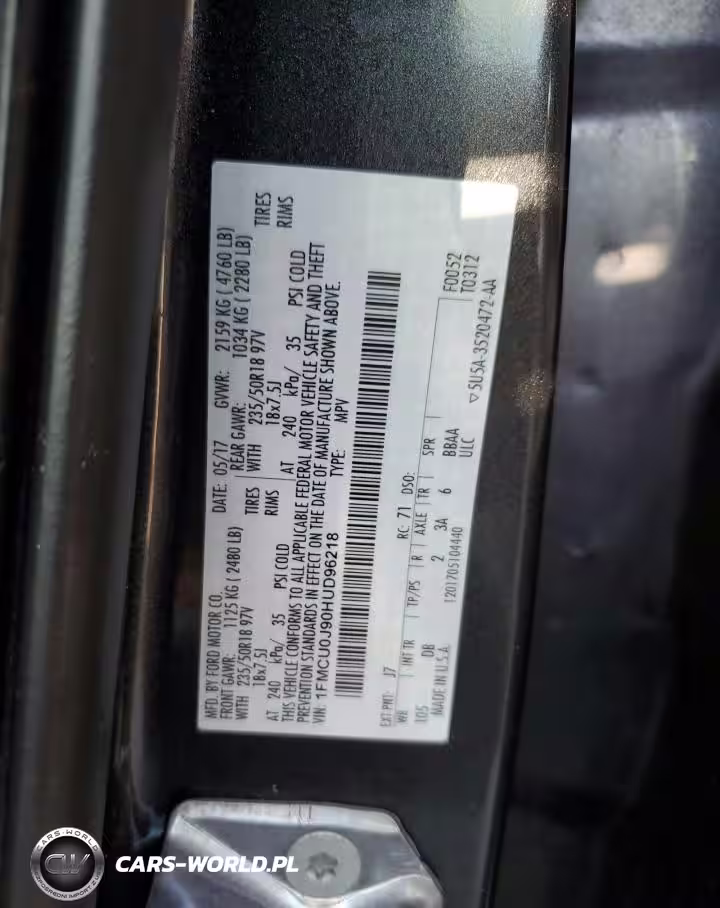 MFD. BY FORD MOTOR CO. DATE: 05/17 GVWR: 2159 KG ( 4760 LB)
FRONT GAWR: 1125 KG ( 2480 LB) REAR GAWR: 1034 KG ( 2280 LB)
WITH 235/50R18 97V TIRES WITH 235/50R18 97V TIRES
18x7.5J RIMS 18x7.5J RIMS
AT 240 kPa/ 35 PSI COLD AT 240 kPa/ 35 PSI COLD
THIS VEHICLE CONFORMS TO ALL APPLICABLE FEDERAL MOTOR VEHICLE SAFETY AND THEFT
PREVENTION STANDARDS IN EFFECT ON THE DATE OF MANUFACTURE SHOWN ABOVE.
VIN: 1FMCU0J90HUD96218 TYPE: MPV
EXT PNT: J7 RC: 71 DSO:
WB INT TR TP/PS R AXLE TR SPR F0052
105 DB 2 3A 6 BBAA T0312
ULC
MADE IN U.S.A. 1201705104440 ▽5U5A-3520472-AA
CARS-WORLD
CW
CARS-WORLD.PL